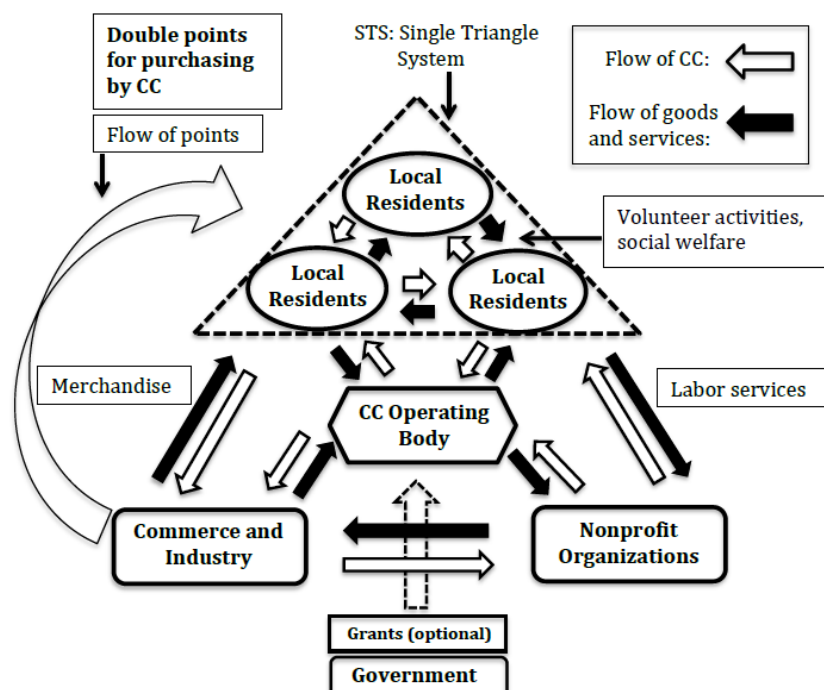 Double points
for purchasing
by CC
Flow of points
STS: Single Triangle
System
Flow of CC:
Flow of goods
and services:
Local
Residents
Volunteer activities,
social welfare
Local
Residents
Local
Residents
Merchandise
CC Operating
Body
Labor services
Commerce and
Industry
Nonprofit
Organizations
Grants (optional)
Government